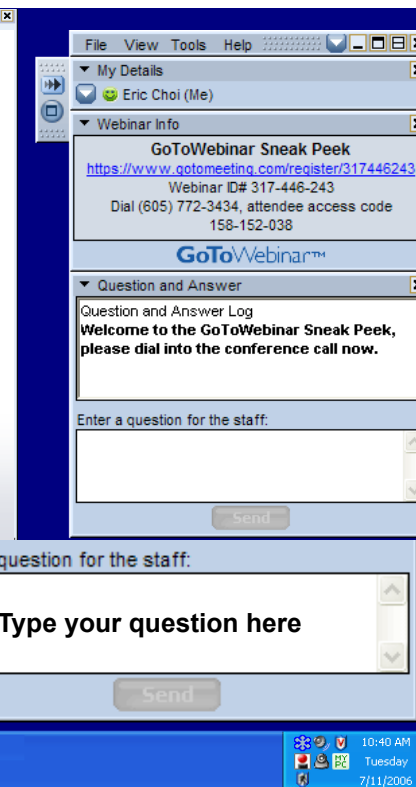 File View Tools Help
My Details
Eric Choi (Me)
Webinar Info
GoToWebinar Sneak Peek
https://www.gotomeeting.com/register/317446243
Webinar ID# 317-446-243
Dial (605) 772-3434, attendee access code
158-152-038
GoToWebinar™
Question and Answer
Question and Answer Log
Welcome to the GoToWebinar Sneak Peek,
please dial into the conference call now.
Enter a question for the staff:
Send
question for the staff:
Type your question here
Send
10:40 AM
MY
PC
Tuesday
7/11/2006